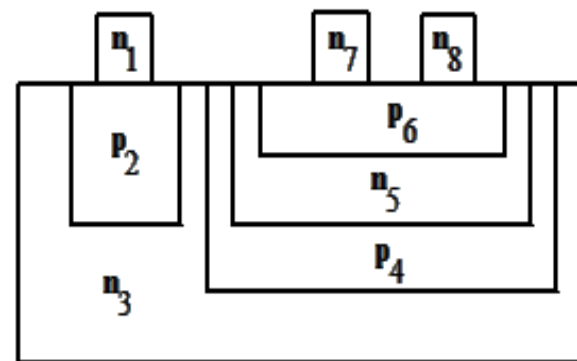 n₁ n₇ n₈
p₂ p₆
n₅
p₄
n₃